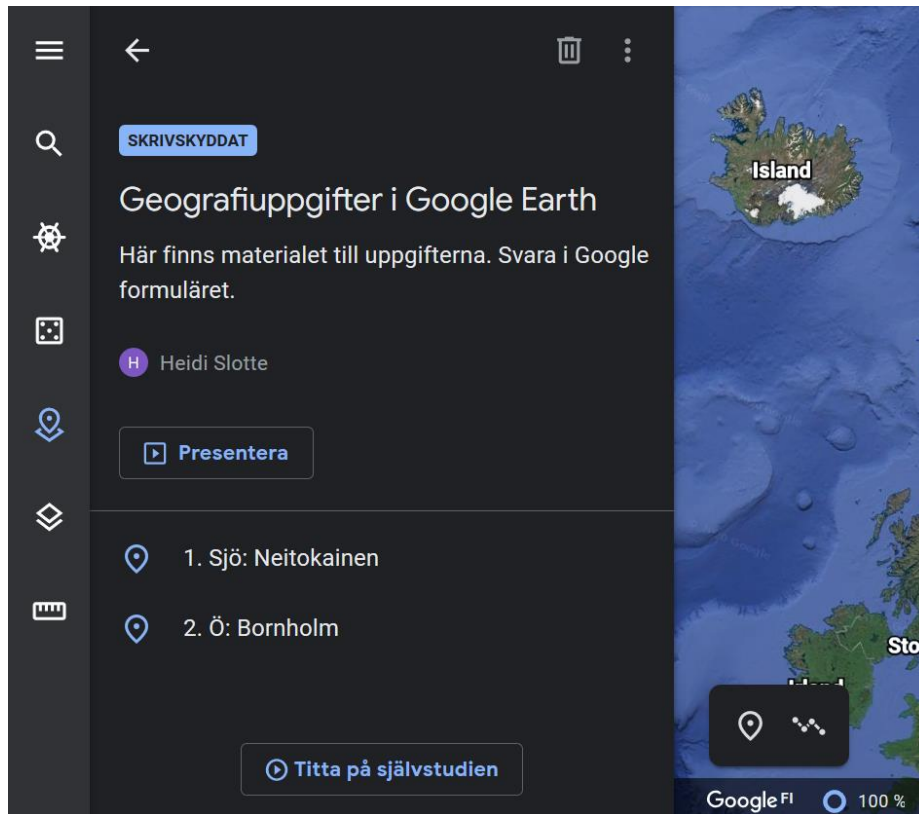 SKRIVSKYDDAT
Geografiuppgifter i Google Earth
Här finns materialet till uppgifterna. Svara i Google
formuläret.
H Heidi Slotte
Presentera
1. Sjö: Neitokainen
2. Ö: Bornholm
Titta på självstudien
Island
Sto
Google FI 100 %